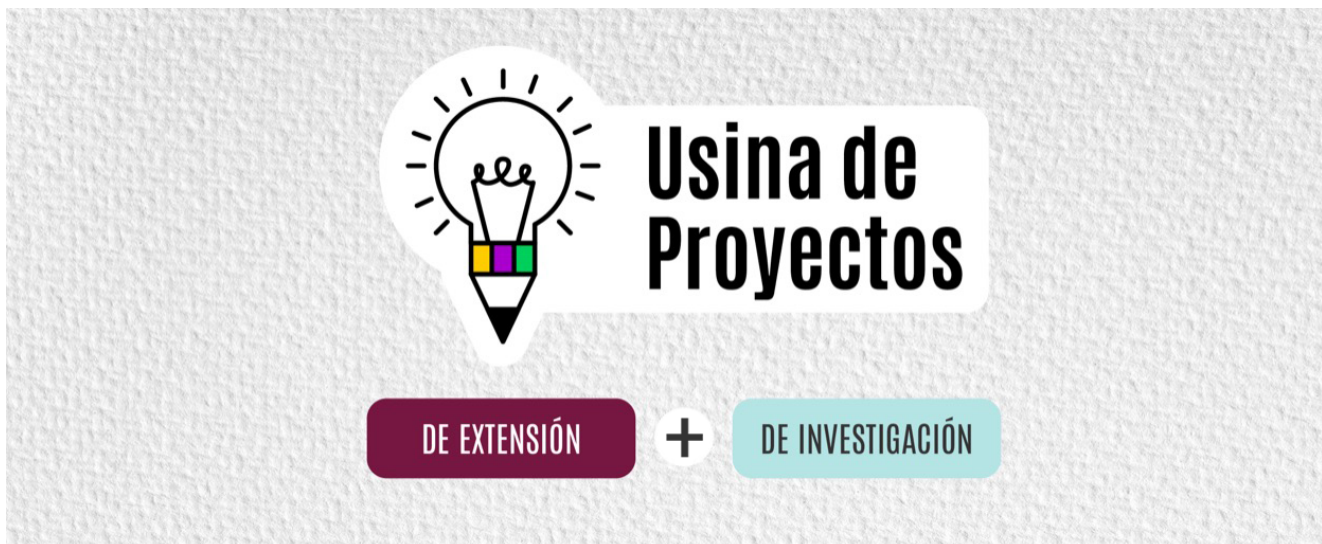 Usina de
Proyectos
DE EXTENSIÓN + DE INVESTIGACIÓN